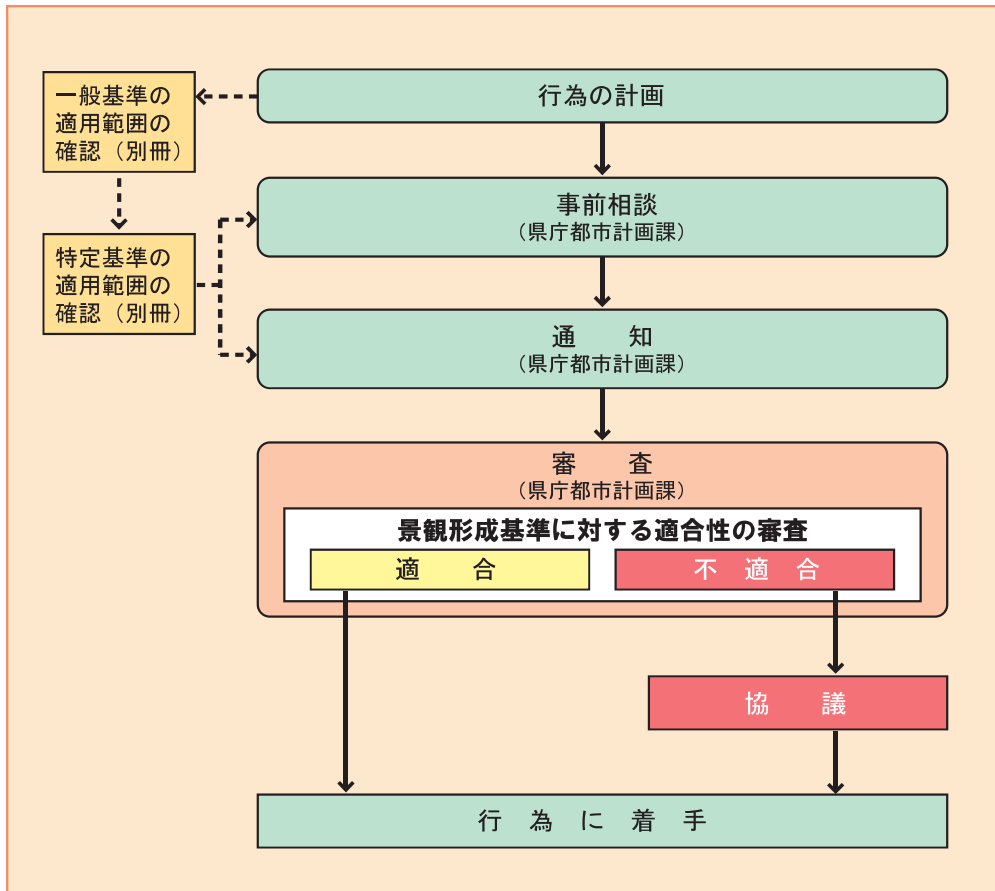 行為の計画
一般基準の
適用範囲の
確認（別冊）
特定基準の
適用範囲の
確認（別冊）
事前相談
（県庁都市計画課）
通　知
（県庁都市計画課）
審　査
（県庁都市計画課）
景観形成基準に対する適合性の審査
適　合
不　適　合
協　議
行　為　に　着　手